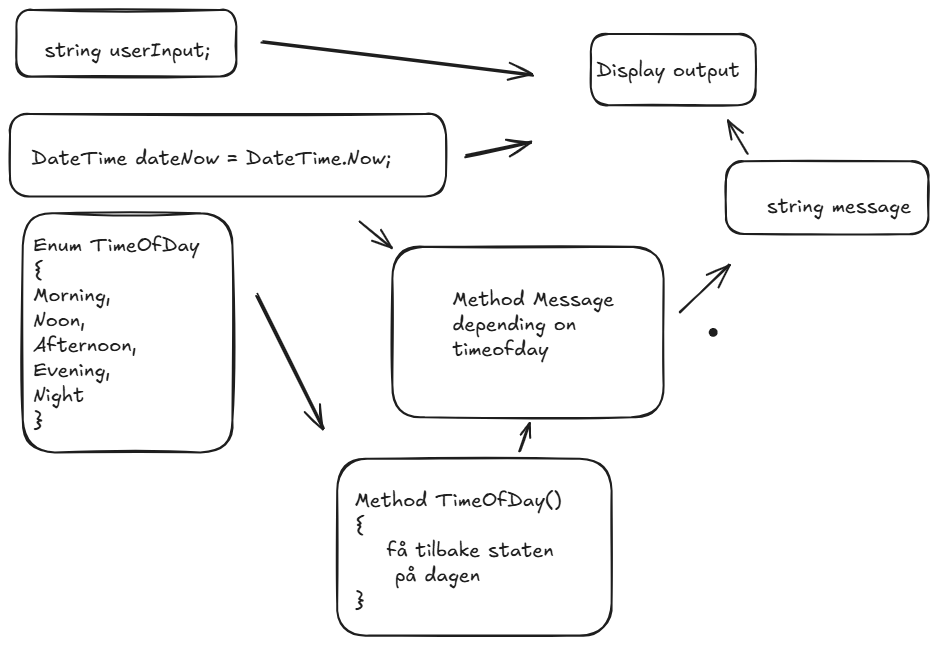 string userInput;
Display output
DateTime dateNow = DateTime.Now;
string message
Enum TimeOfDay
{
Morning,
Noon,
Afternoon,
Evening,
Night
}
Method Message
depending on
timeofday
Method TimeOfDay()
{
få tilbake staten
på dagen
}